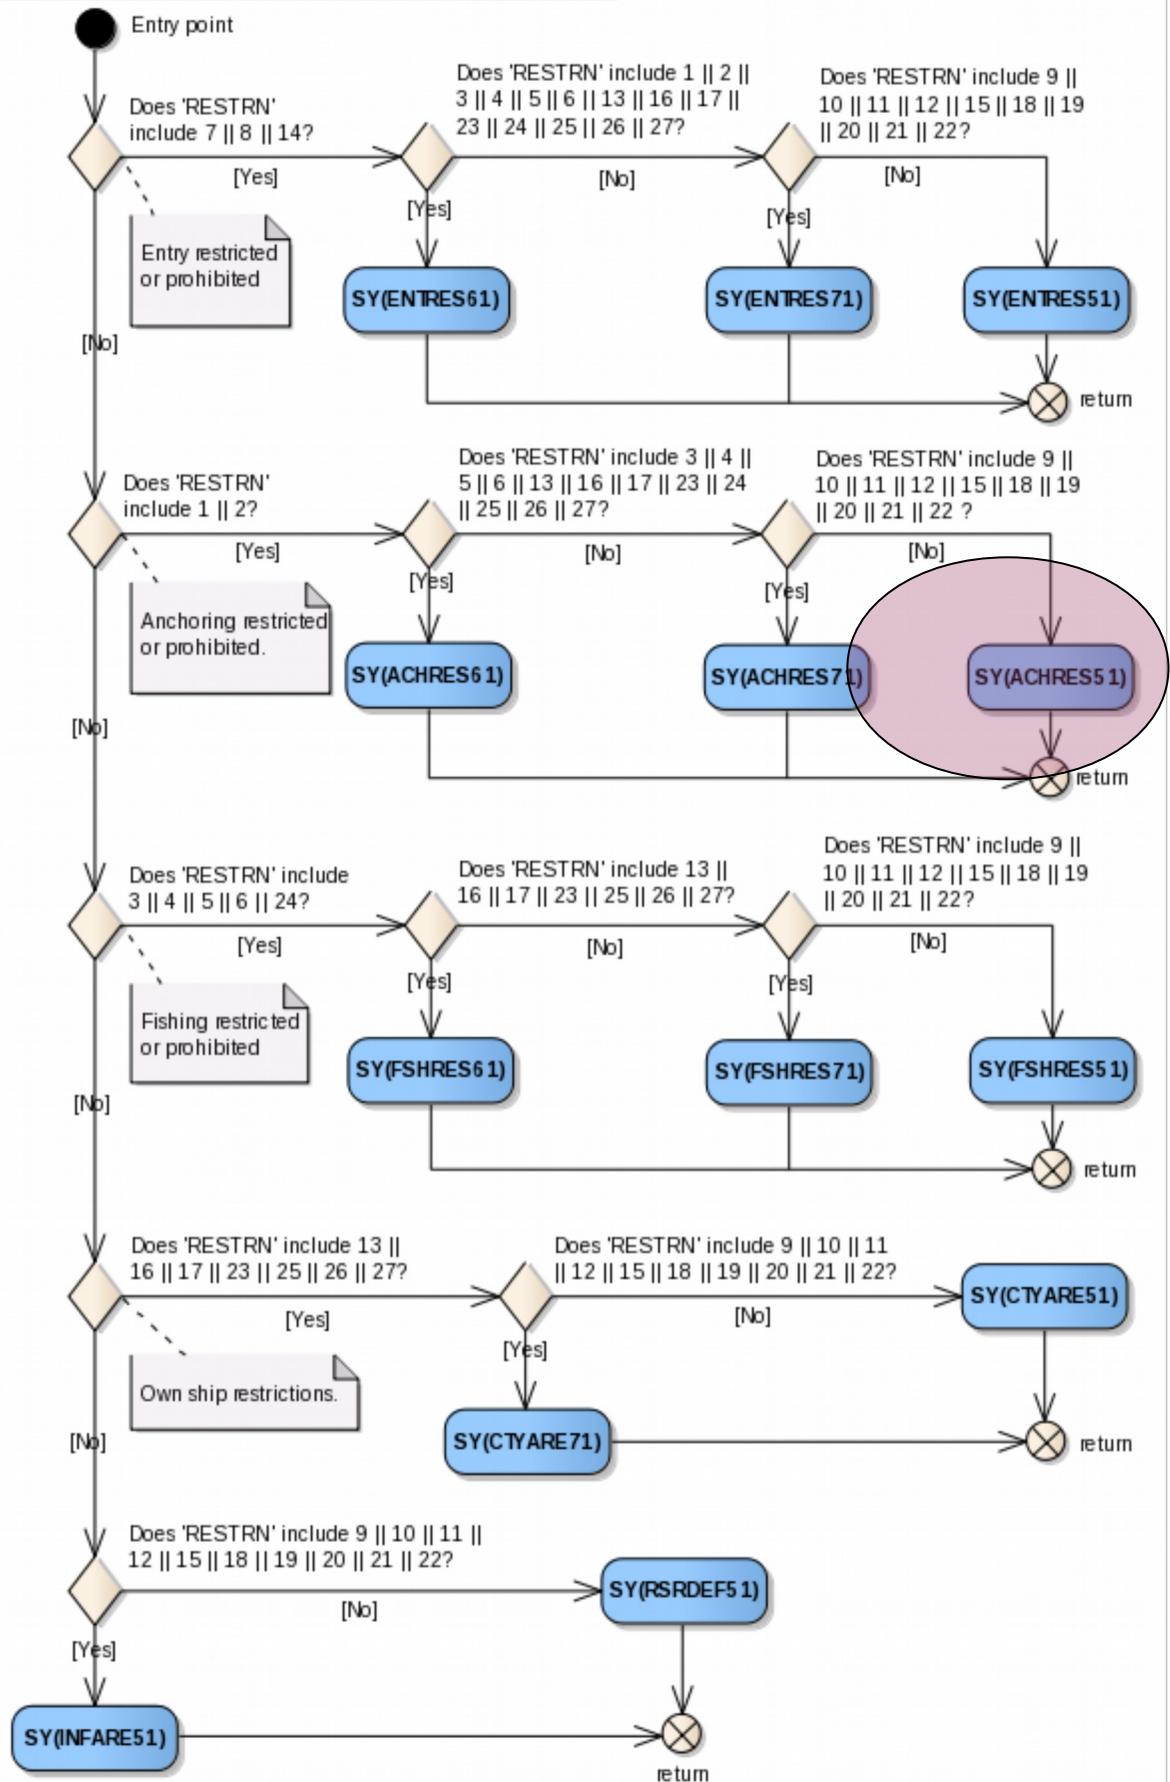 Entry point
Does 'RESTRN'
include 7 || 8 || 14?
Does 'RESTRN' include 1 || 2 ||
3 || 4 || 5 || 6 || 13 || 16 || 17 ||
23 || 24 || 25 || 26 || 27?
Does 'RESTRN' include 9 ||
10 || 11 || 12 || 15 || 18 || 19
|| 20 || 21 || 22?
[Yes]
[No]
[No]
[Yes]
[Yes]
Entry restricted
or prohibited
SY(ENTRES61)
SY(ENTRES71)
SY(ENTRES51)
[No]
return
Does 'RESTRN'
include 1 || 2?
Does 'RESTRN' include 3 || 4 ||
5 || 6 || 13 || 16 || 17 || 23 || 24
|| 25 || 26 || 27?
Does 'RESTRN' include 9 ||
10 || 11 || 12 || 15 || 18 || 19
|| 20 || 21 || 22 ?
[Yes]
[No]
[No]
[Yes]
[Yes]
Anchoring restricted
or prohibited.
SY(ACHRES61)
SY(ACHRES71)
SY(ACHRES51)
[No]
return
Does 'RESTRN' include
3 || 4 || 5 || 6 || 24?
Does 'RESTRN' include 13 ||
16 || 17 || 23 || 25 || 26 || 27?
Does 'RESTRN' include 9 ||
10 || 11 || 12 || 15 || 18 || 19
|| 20 || 21 || 22?
[Yes]
[No]
[No]
[Yes]
[Yes]
Fishing restricted
or prohibited
SY(FSHRES61)
SY(FSHRES71)
SY(FSHRES51)
[No]
return
Does 'RESTRN' include 13 ||
16 || 17 || 23 || 25 || 26 || 27?
Does 'RESTRN' include 9 || 10 || 11
|| 12 || 15 || 18 || 19 || 20 || 21 || 22?
SY(CTYARE51)
[Yes]
[No]
[Yes]
Own ship restrictions.
[No]
SY(CTYARE71)
return
Does 'RESTRN' include 9 || 10 || 11 ||
12 || 15 || 18 || 19 || 20 || 21 || 22?
SY(RSRDEF51)
[No]
[Yes]
SY(INFARE51)
return